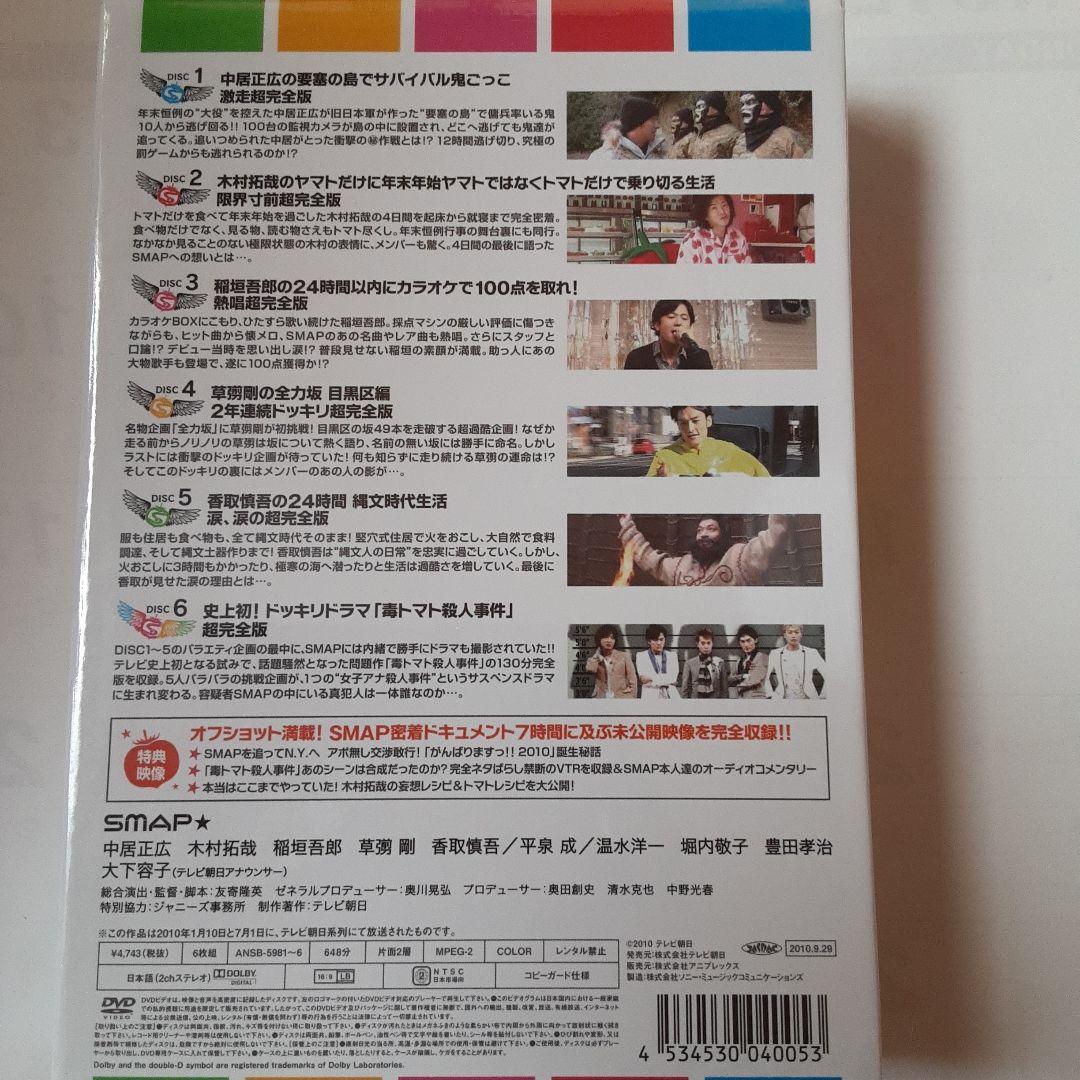 DISC 1 中居正広の要塞の島でサバイバル鬼ごっこ
激走超完全版
年末恒例の“大役”を控えた中居正広が旧日本軍が作った“要塞の島”で傭兵率いる鬼
10人から逃げ回る!! 100台の監視カメラが島の中に設置され、どこへ逃げても鬼達が
追ってくる。追いつめられた中居がとった衝撃の㊙作戦とは!? 12時間逃げ切り、究極の
罰ゲームからも逃れられるのか!?
DISC 2 木村拓哉のヤマトだけに年末年始ヤマトではなくトマトだけで乗り切る生活
限界寸前超完全版
トマトだけを食べて年末年始を過ごした木村拓哉の4日間を起床から就寝まで完全密着。
食べ物だけでなく、見る物、読む物さえもトマト尽くし。年末恒例行事の舞台裏にも同行。
なかなか見ることのない極限状態の木村の表情に、メンバーも驚く。4日間の最後に語った
SMAPへの想いとは…。
DISC 3 稲垣吾郎の24時間以内にカラオケで100点を取れ!
熱唱超完全版
カラオケBOXにこもり、ひたすら歌い続けた稲垣吾郎。採点マシンの厳しい評価に傷つき
ながらも、ヒット曲から懐メロ、SMAPのあの名曲やレア曲も熱唱。さらにスタッフと
口論!? デビュー当時を思い出し涙!? 普段見せない稲垣の素顔が満載。助っ人にあの
大物歌手も登場で、遂に100点獲得か!?
DISC 4 草彅剛の全力坂 目黒区編
2年連続ドッキリ超完全版
名物企画「全力坂」に草彅剛が初挑戦! 目黒区の坂49本を走破する超過酷企画! なぜか
走る前からノリノリの草彅は坂について熱く語り、名前の無い坂には勝手に命名。しかし
ラストには衝撃のドッキリ企画が待っていた! 何も知らずに走り続ける草彅の運命は!?
そしてこのドッキリの裏にはメンバーのあの人の影が…。
DISC 5 香取慎吾の24時間 縄文時代生活
涙、涙の超完全版
服も住居も食べ物も、全て縄文時代そのまま! 竪穴式住居で火をおこし、大自然で食料
調達、そして縄文土器作りまで! 香取慎吾は“縄文人の日常”を忠実に過ごしていく。しかし、
火おこしに3時間もかかったり、極寒の海へ潜ったりと生活は過酷さを増していく。最後に
香取が見せた涙の理由とは…。
DISC 6 史上初! ドッキリドラマ「毒トマト殺人事件」
超完全版
DISC1〜5のバラエティ企画の最中に、SMAPには内緒で勝手にドラマも撮影されていた!!
テレビ史上初となる試みで、話題騒然となった問題作「毒トマト殺人事件」の130分完全
版を収録。5人バラバラの挑戦企画が、1つの“女子アナ殺人事件”というサスペンスドラマ
に生まれ変わる。容疑者SMAPの中にいる真犯人は一体誰なのか…。
特典
映像
オフショット満載! SMAP密着ドキュメント7時間に及ぶ未公開映像を完全収録!!
★SMAPを追ってN.Y.へ アポ無し交渉敢行!「がんばりますっ!! 2010」誕生秘話
★「毒トマト殺人事件」あのシーンは合成だったのか? 完全ネタばらし禁断のVTRを収録&SMAP本人達のオーディオコメンタリー
★本当はここまでやっていた! 木村拓哉の妄想レシピ&トマトレシピを大公開!
SMAP★
中居正広 木村拓哉 稲垣吾郎 草彅 剛 香取慎吾/平泉 成/温水洋一 堀内敬子 豊田孝治
大下容子(テレビ朝日アナウンサー)
総合演出・監督・脚本:友寄隆英 ゼネラルプロデューサー:奥川晃弘 プロデューサー:奥田創史 清水克也 中野光春
特別協力:ジャニーズ事務所 制作著作:テレビ朝日
※この作品は2010年1月10日と7月1日に、テレビ朝日系列にて放送されたものです。
¥4,743(税抜) 6枚組 ANSB-5981〜6 648分 片面2層 MPEG-2 COLOR レンタル禁止
日本語(2chステレオ) DOLBY DIGITAL 16:9 LB 2 NTSC 日本市場向 コピーガード仕様
©2010 テレビ朝日
発売元:株式会社テレビ朝日
販売元:株式会社アニプレックス
製造:株式会社ソニー・ミュージックコミュニケーションズ
2010.9.29
DVD VIDEO
Dolby and the double-D symbol are registered trademarks of Dolby Laboratories.
4 534530 040053